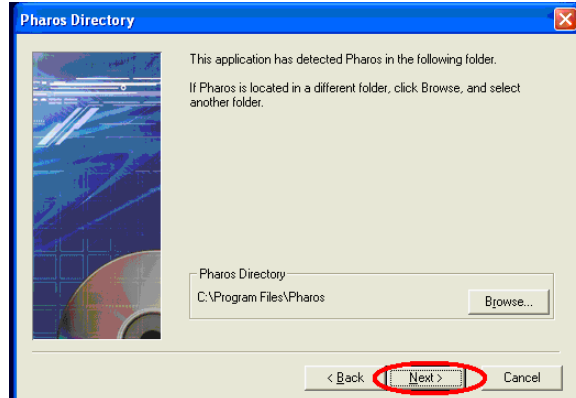 Pharos Directory
This application has detected Pharos in the following folder.
If Pharos is located in a different folder, click Browse, and select
another folder.
Pharos Directory
C:\Program Files\Pharos
Browse...
< Back
Next >
Cancel